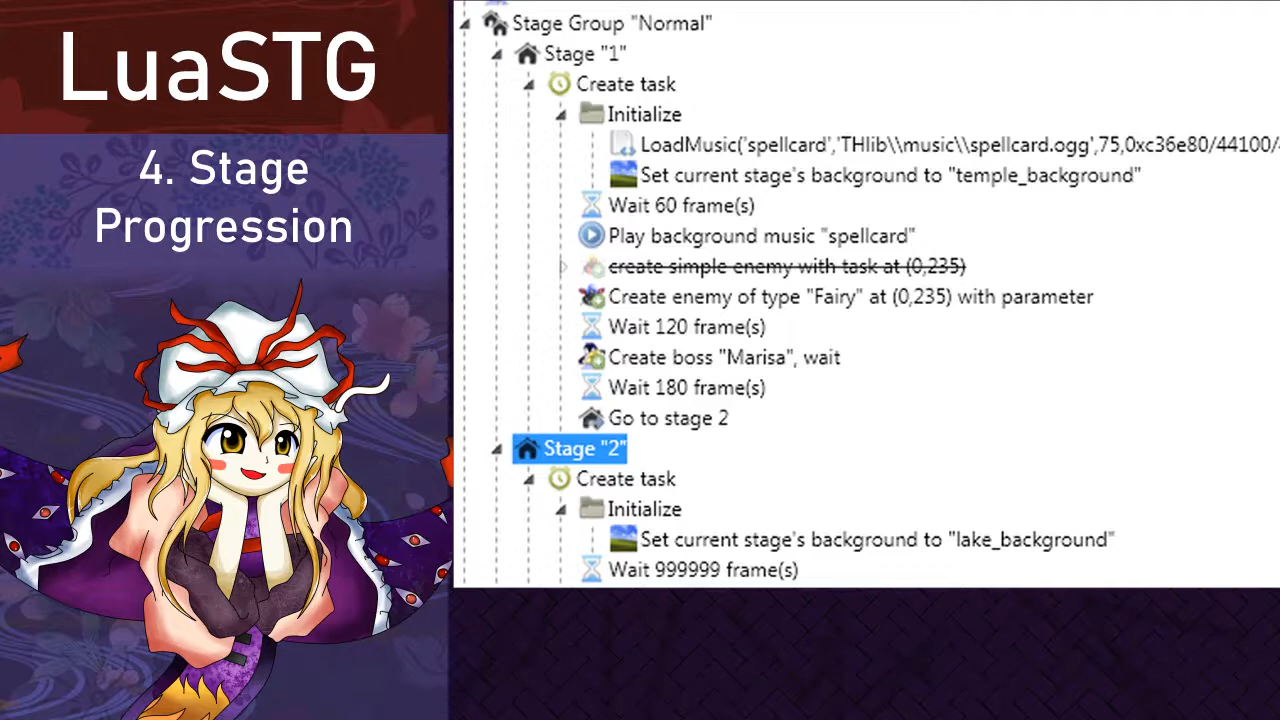 LuaSTG
4. Stage
Progression
Stage Group "Normal"
Stage "1"
Create task
Initialize
LoadMusic('spellcard','THlib\\music\\spellcard.ogg',75,0xc36e80/44100/
Set current stage's background to "temple_background"
Wait 60 frame(s)
Play background music "spellcard"
create simple enemy with task at (0,235)
Create enemy of type "Fairy" at (0,235) with parameter
Wait 120 frame(s)
Create boss "Marisa", wait
Wait 180 frame(s)
Go to stage 2
Stage "2"
Create task
Initialize
Set current stage's background to "lake_background"
Wait 999999 frame(s)